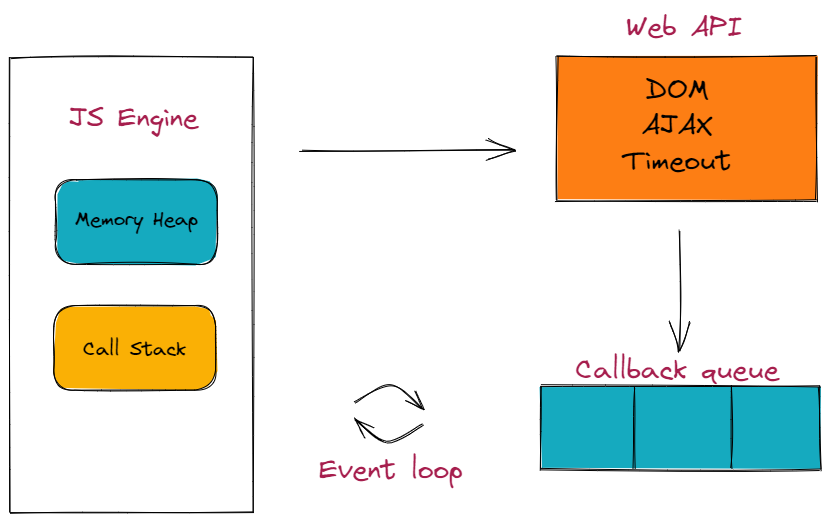 Web API
JS Engine
DOM
AJAX
Timeout
Memory Heap
Call Stack
Callback queue
Event loop